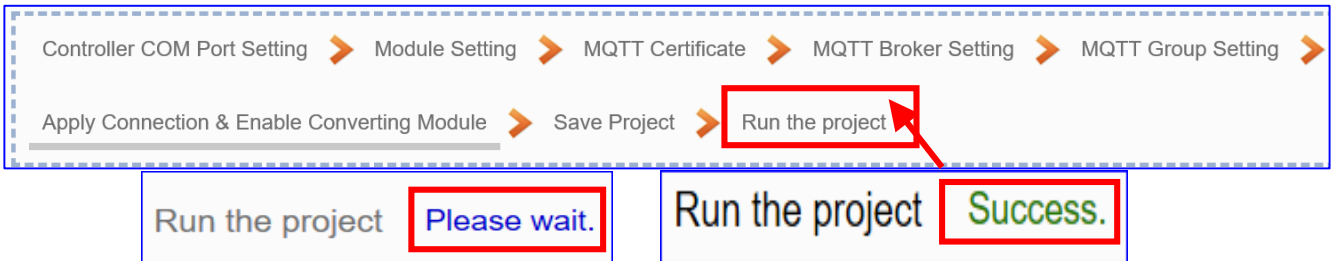 Controller COM Port Setting Module Setting MQTT Certificate MQTT Broker Setting MQTT Group Setting
Apply Connection & Enable Converting Module Save Project Run the project
Run the project Please wait. Run the project Success.